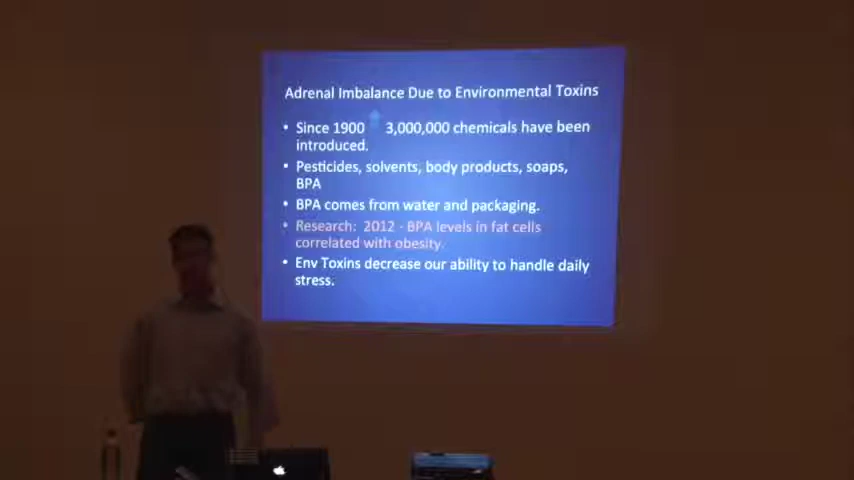 Adrenal Imbalance Due to Environmental Toxins
• Since 1900 3,000,000 chemicals have been
introduced.
• Pesticides, solvents, body products, soaps,
BPA
• BPA comes from water and packaging.
• Research: 2012 - BPA levels in fat cells
correlated with obesity.
• Env Toxins decrease our ability to handle daily
stress.